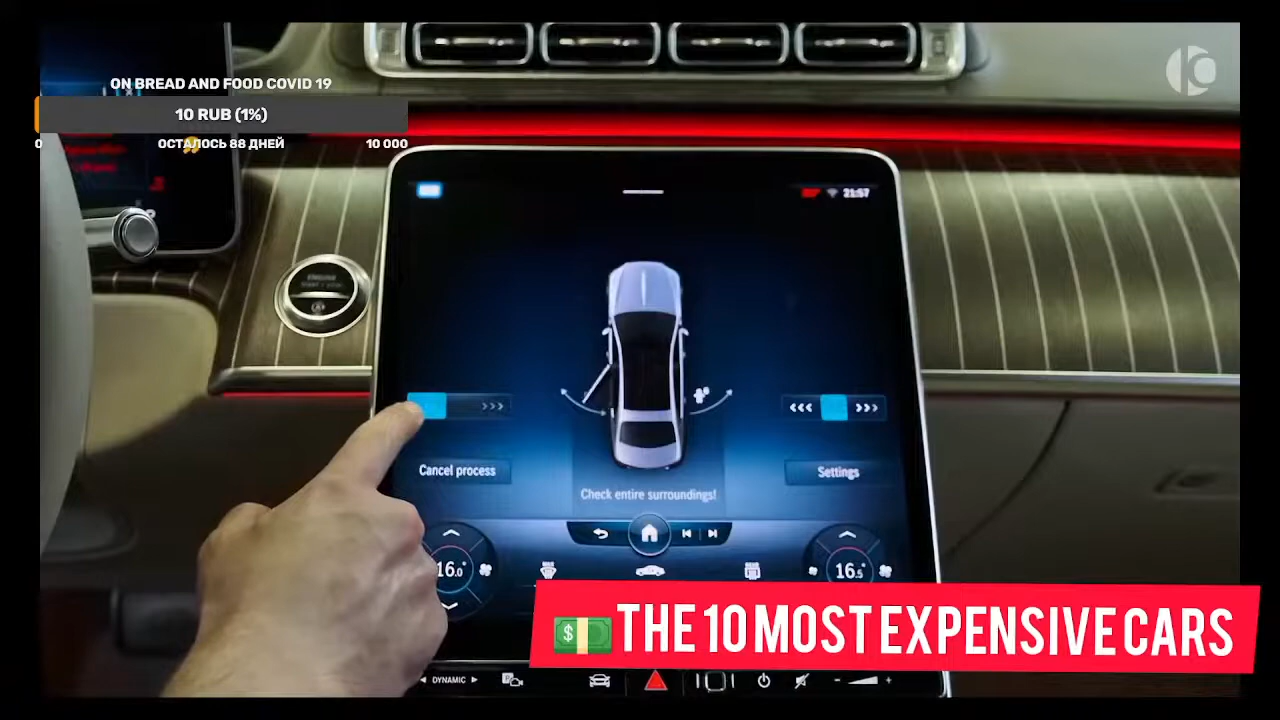 ON BREAD AND FOOD COVID 19
10 RUB (1%)
0 ОСТАЛОСЬ 88 ДНЕЙ 10 000
21:57
Cancel process
Settings
Check entire surroundings!
16.0°
16.5°
THE 10 MOST EXPENSIVE CARS
DYNAMIC